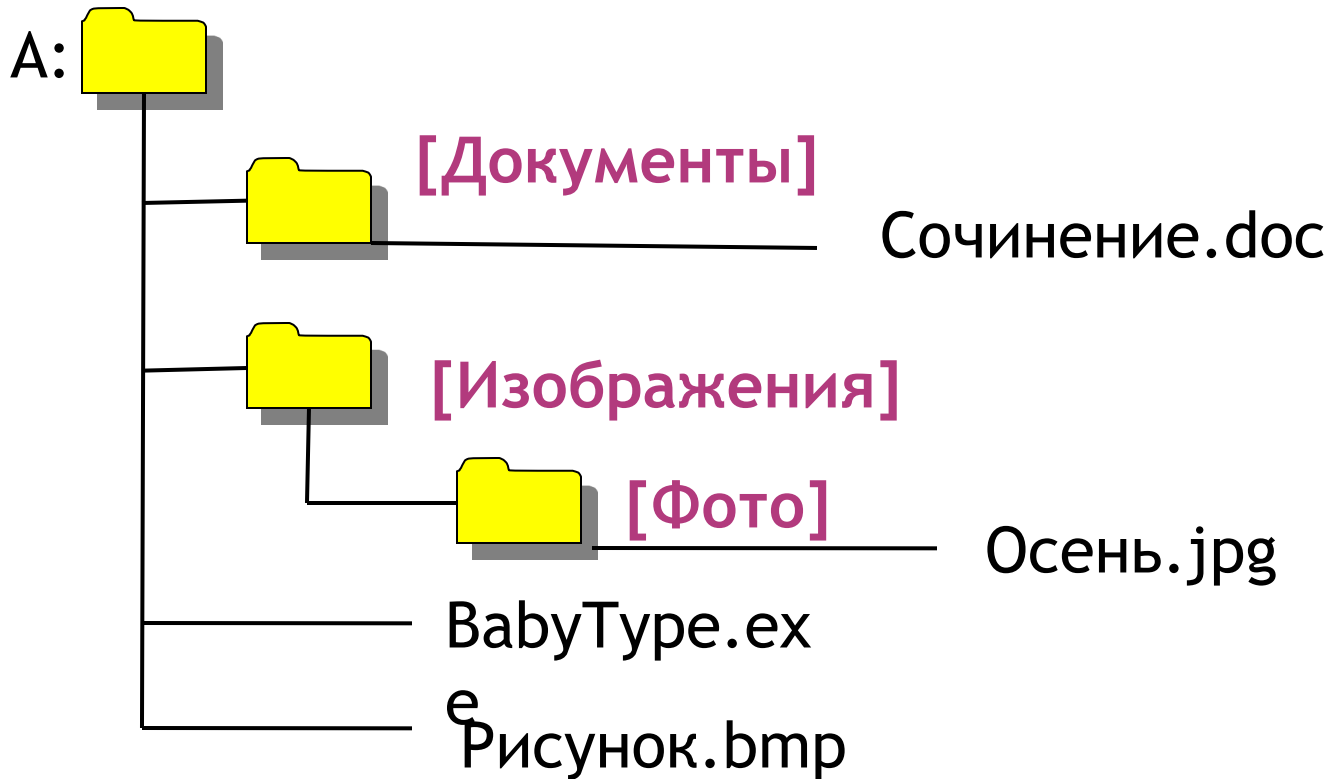 А:
[Документы]
Сочинение.doc
[Изображения]
[Фото]
Осень.jpg
BabyType.ex
e
Рисунок.bmp